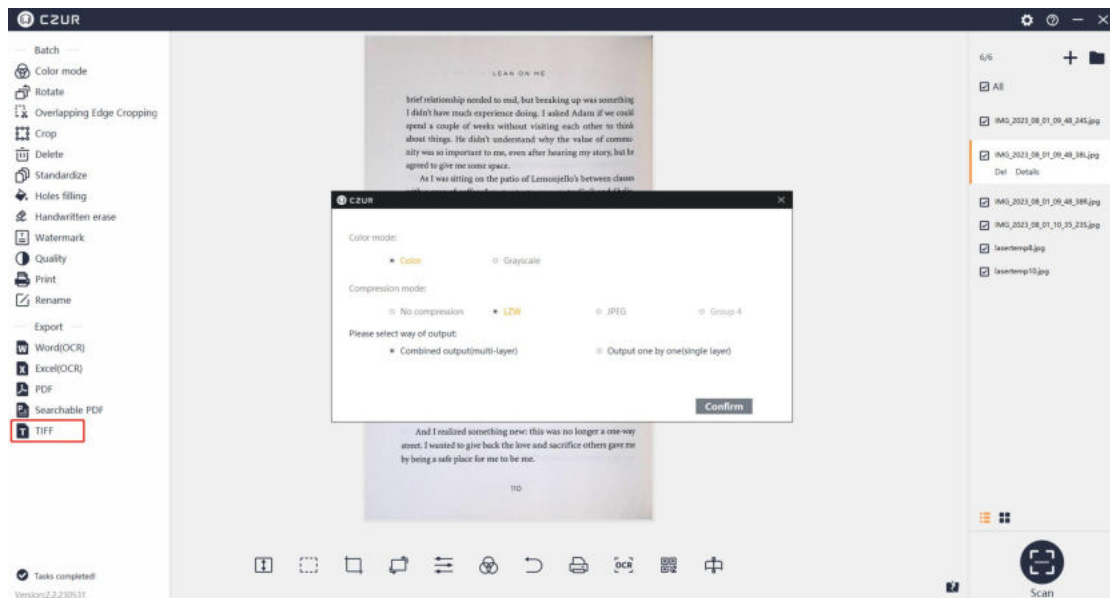 CZUR
Batch
Color mode
Rotate
Overlapping Edge Cropping
Crop
Delete
Standardize
Holes filling
Handwritten erase
Watermark
Quality
Print
Rename
Export
Word(OCR)
Excel(OCR)
PDF
Searchable PDF
TIFF
Tasks completed!
Version:2.2.230531
LEAN ON ME
brief relationship needed to end, but breaking up was something
I didn't have much experience doing. I asked Adam if we could
spend a couple of weeks without visiting each other to think
about things. He didn't understand why the value of commu-
nity was so important to me, even after hearing my story, but he
agreed to give me some space.
As I was sitting on the patio of Lemonjello's between classes
CZUR
Color mode:
Color
Grayscale
Compression mode:
No compression
LZW
JPEG
Group 4
Please select way of output:
Combined output(multi-layer)
Output one by one(single layer)
Confirm
And I realized something new: this was no longer a one-way
street. I wanted to give back the love and sacrifice others gave me
by being a safe place for me to be me.
110
OCR
6/6
All
IMG_2023_08_01_09_48_24S.jpg
IMG_2023_08_01_09_48_38L.jpg
Del Details
IMG_2023_08_01_09_48_38R.jpg
IMG_2023_08_01_10_35_23S.jpg
lasertemp8.jpg
lasertemp10.jpg
Scan